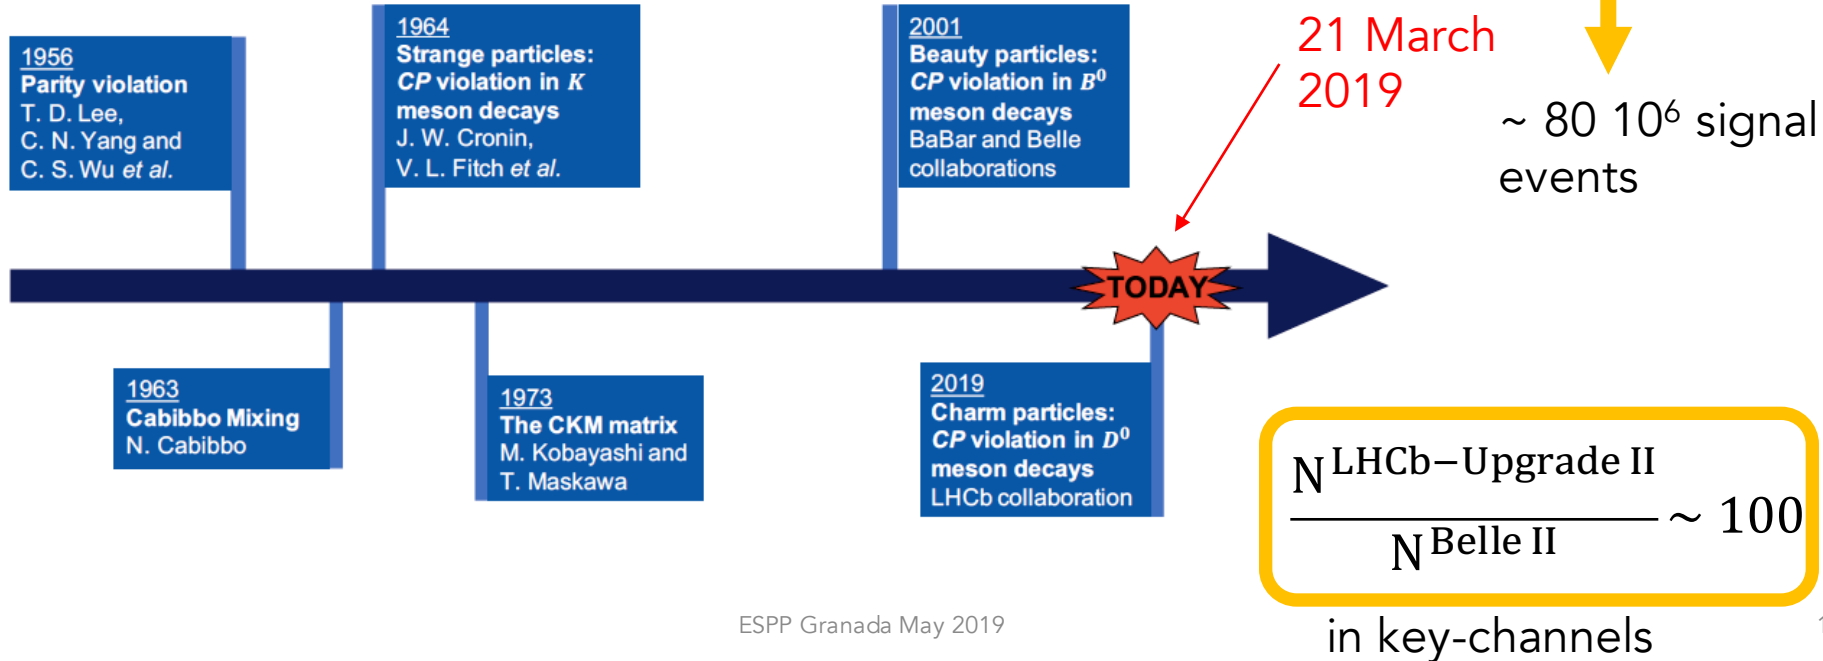 1956
Parity violation
T. D. Lee,
C. N. Yang and
C. S. Wu et al.
1964
Strange particles:
CP violation in K
meson decays
J. W. Cronin,
V. L. Fitch et al.
2001
Beauty particles:
CP violation in B⁰
meson decays
BaBar and Belle
collaborations
21 March
2019
~ 80 10⁶ signal
events
TODAY
1963
Cabibbo Mixing
N. Cabibbo
1973
The CKM matrix
M. Kobayashi and
T. Maskawa
2019
Charm particles:
CP violation in D⁰
meson decays
LHCb collaboration
N^LHCb−Upgrade II
N^Belle II
~ 100
in key-channels
ESPP Granada May 2019